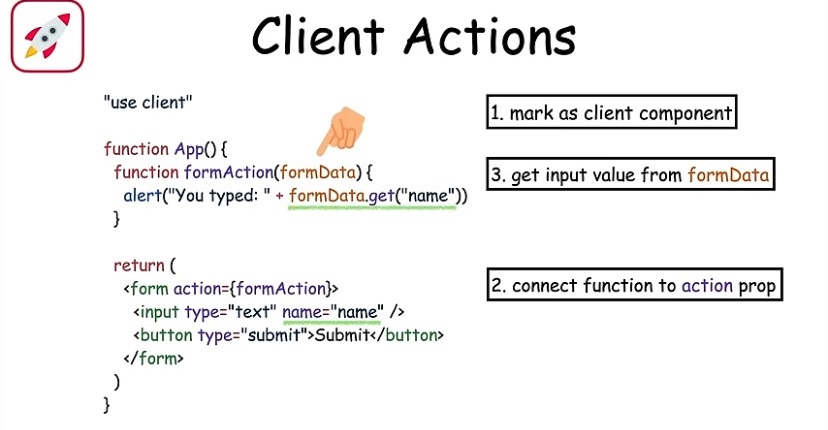 Client Actions
"use client"
1. mark as client component
function App() {
function formAction(formData) {
3. get input value from formData
alert("You typed: " + formData.get("name"))
}
return (
<form action={formAction}>
2. connect function to action prop
<input type="text" name="name" />
<button type="submit">Submit</button>
</form>
)
}